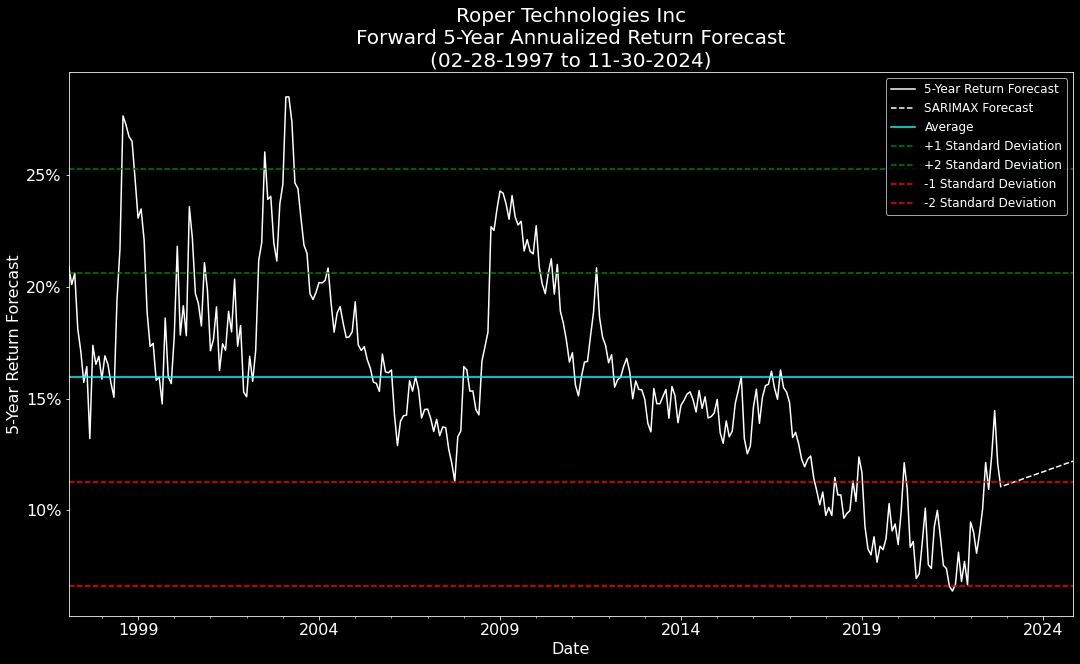 Roper Technologies Inc
Forward 5-Year Annualized Return Forecast
(02-28-1997 to 11-30-2024)
5-Year Return Forecast
SARIMAX Forecast
Average
+1 Standard Deviation
+2 Standard Deviation
-1 Standard Deviation
-2 Standard Deviation
5-Year Return Forecast
25%
20%
15%
10%
1999
2004
2009
2014
2019
2024
Date